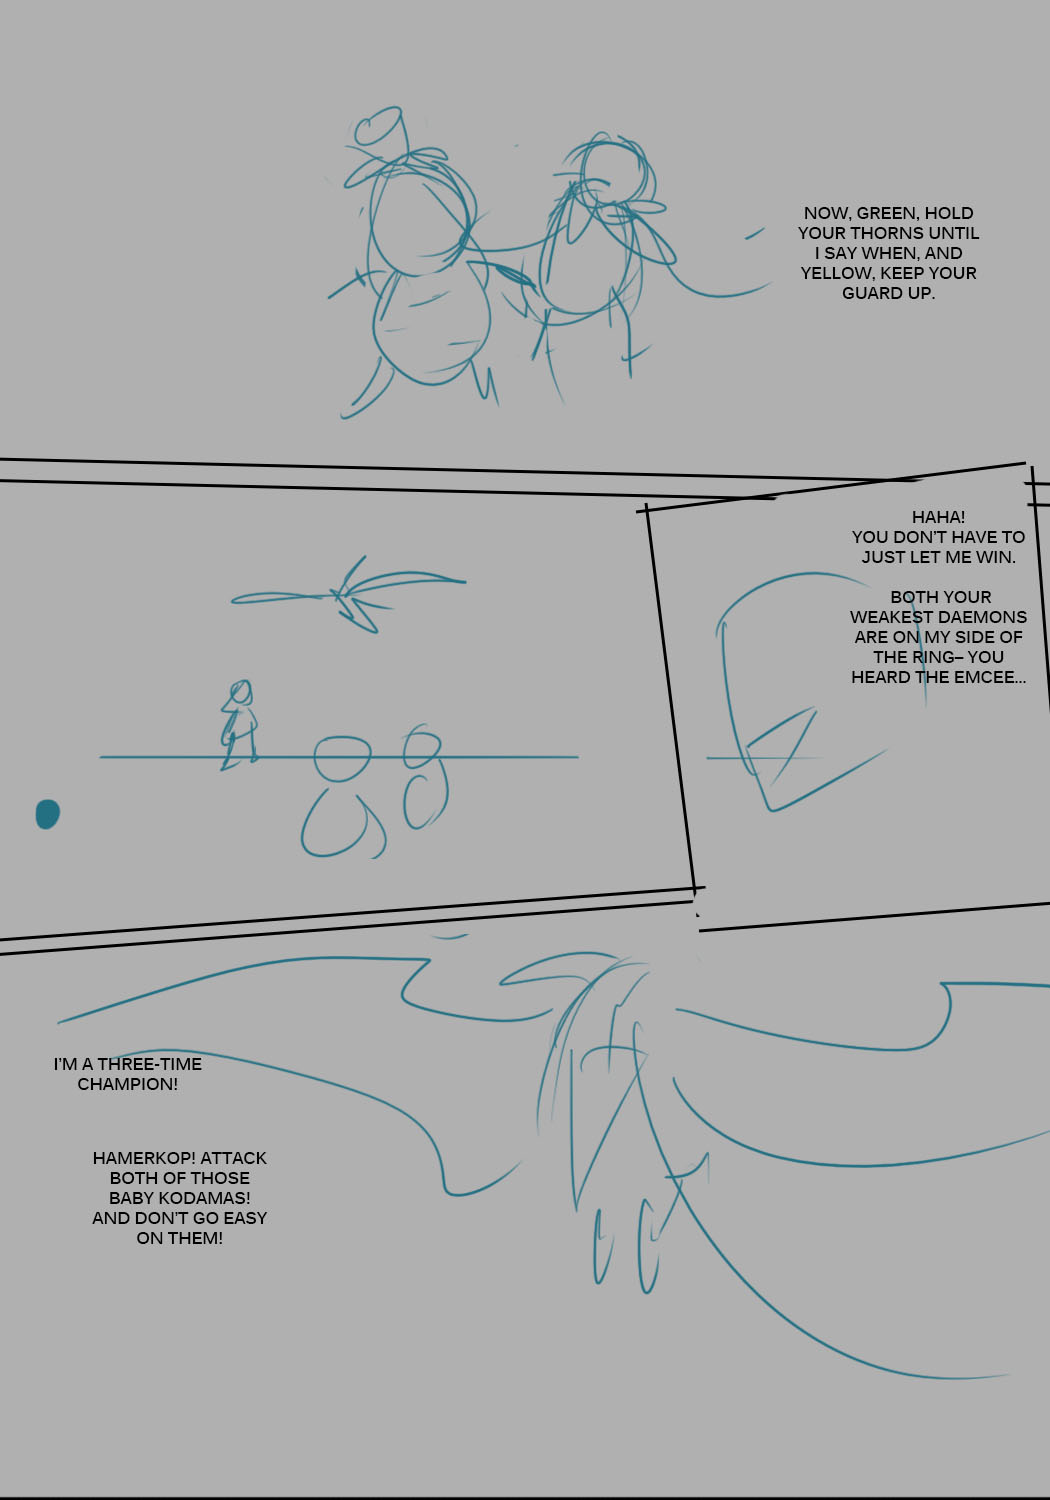 NOW, GREEN, HOLD
YOUR THORNS UNTIL
I SAY WHEN, AND
YELLOW, KEEP YOUR
GUARD UP.
HAHA!
YOU DON'T HAVE TO
JUST LET ME WIN.
BOTH YOUR
WEAKEST DAEMONS
ARE ON MY SIDE OF
THE RING– YOU
HEARD THE EMCEE...
I'M A THREE-TIME
CHAMPION!
HAMERKOP! ATTACK
BOTH OF THOSE
BABY KODAMAS!
AND DON'T GO EASY
ON THEM!